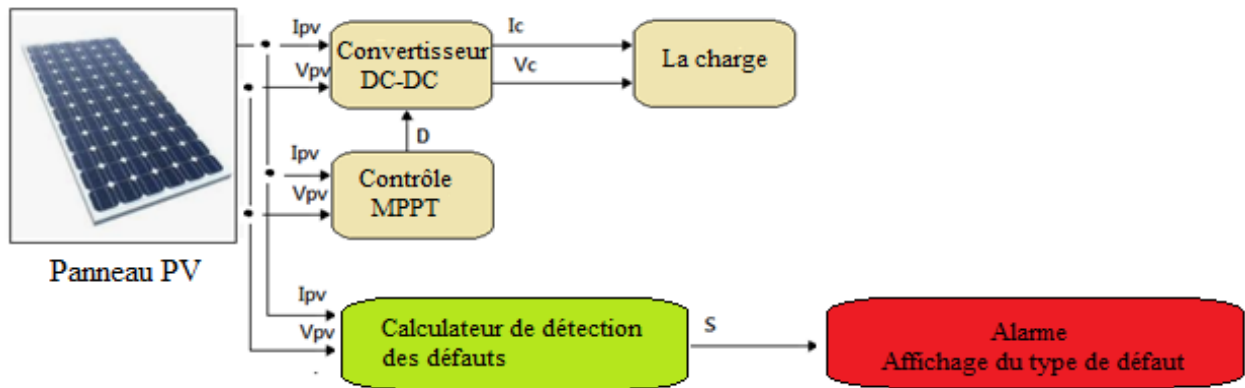 Ipv
Ic
Convertisseur
DC-DC
La charge
Vpv
Vc
D
Ipv
Contrôle
MPPT
Vpv
Panneau PV
Ipv
Vpv
Calculateur de détection
des défauts
S
Alarme
Affichage du type de défaut